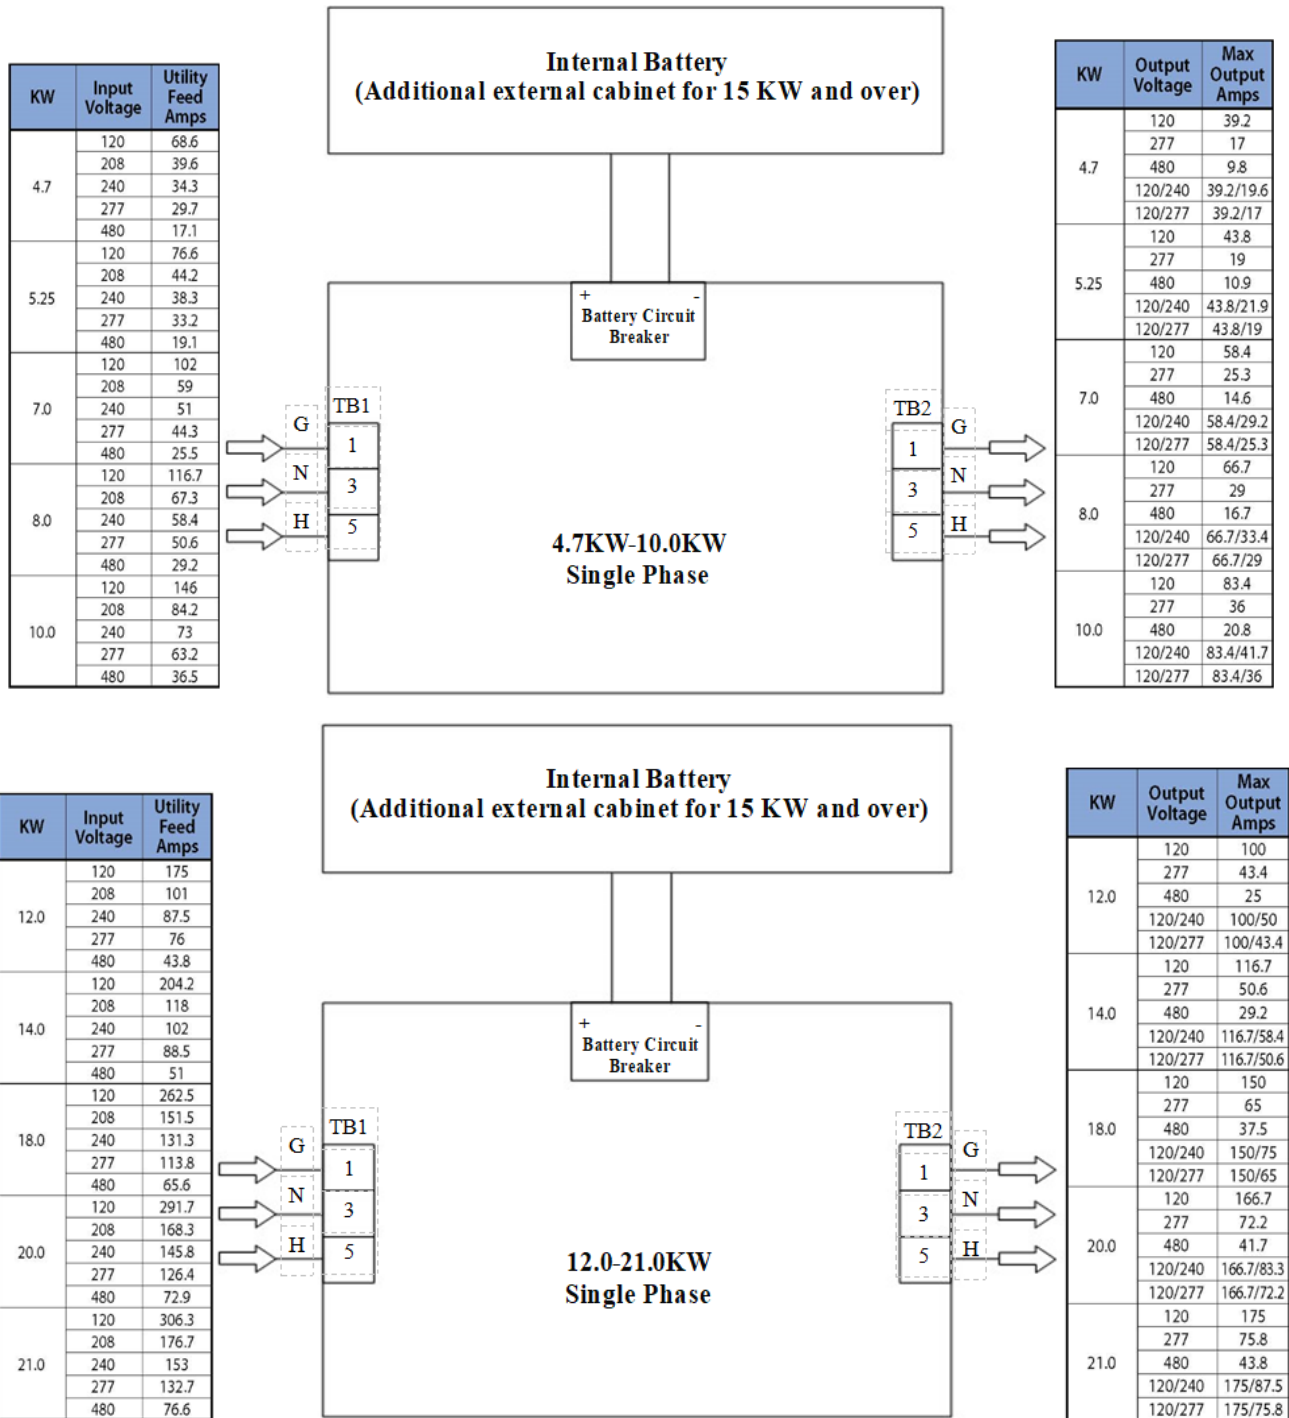 Internal Battery
(Additional external cabinet for 15 KW and over)
KW Input Voltage Utility Feed Amps
4.7 120 68.6
208 39.6
240 34.3
277 29.7
480 17.1
5.25 120 76.6
208 44.2
240 38.3
277 33.2
480 19.1
7.0 120 102
208 59
240 51
277 44.3
480 25.5
8.0 120 116.7
208 67.3
240 58.4
277 50.6
480 29.2
10.0 120 146
208 84.2
240 73
277 63.2
480 36.5
+ -
Battery Circuit
Breaker
TB1
G 1
N 3
H 5
4.7KW-10.0KW
Single Phase
TB2
1 G
3 N
5 H
KW Output Voltage Max Output Amps
4.7 120 39.2
277 17
480 9.8
120/240 39.2/19.6
120/277 39.2/17
5.25 120 43.8
277 19
480 10.9
120/240 43.8/21.9
120/277 43.8/19
7.0 120 58.4
277 25.3
480 14.6
120/240 58.4/29.2
120/277 58.4/25.3
8.0 120 66.7
277 29
480 16.7
120/240 66.7/33.4
120/277 66.7/29
10.0 120 83.4
277 36
480 20.8
120/240 83.4/41.7
120/277 83.4/36
Internal Battery
(Additional external cabinet for 15 KW and over)
KW Input Voltage Utility Feed Amps
12.0 120 175
208 101
240 87.5
277 76
480 43.8
14.0 120 204.2
208 118
240 102
277 88.5
480 51
18.0 120 262.5
208 151.5
240 131.3
277 113.8
480 65.6
20.0 120 291.7
208 168.3
240 145.8
277 126.4
480 72.9
21.0 120 306.3
208 176.7
240 153
277 132.7
480 76.6
+ -
Battery Circuit
Breaker
TB1
G 1
N 3
H 5
12.0-21.0KW
Single Phase
TB2
1 G
3 N
5 H
KW Output Voltage Max Output Amps
12.0 120 100
277 43.4
480 25
120/240 100/50
120/277 100/43.4
14.0 120 116.7
277 50.6
480 29.2
120/240 116.7/58.4
120/277 116.7/50.6
18.0 120 150
277 65
480 37.5
120/240 150/75
120/277 150/65
20.0 120 166.7
277 72.2
480 41.7
120/240 166.7/83.3
120/277 166.7/72.2
21.0 120 175
277 75.8
480 43.8
120/240 175/87.5
120/277 175/75.8